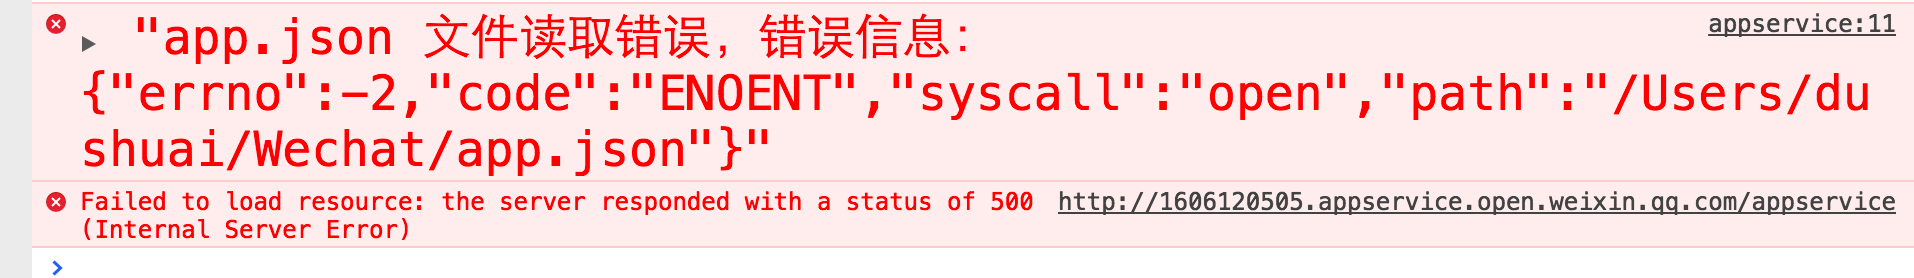 "app.json 文件读取错误，错误信息：
appservice:11
{"errno":-2,"code":"ENOENT","syscall":"open","path":"/Users/du
shuai/Wechat/app.json"}"
Failed to load resource: the server responded with a status of 500
http://1606120505.appservice.open.weixin.qq.com/appservice
(Internal Server Error)